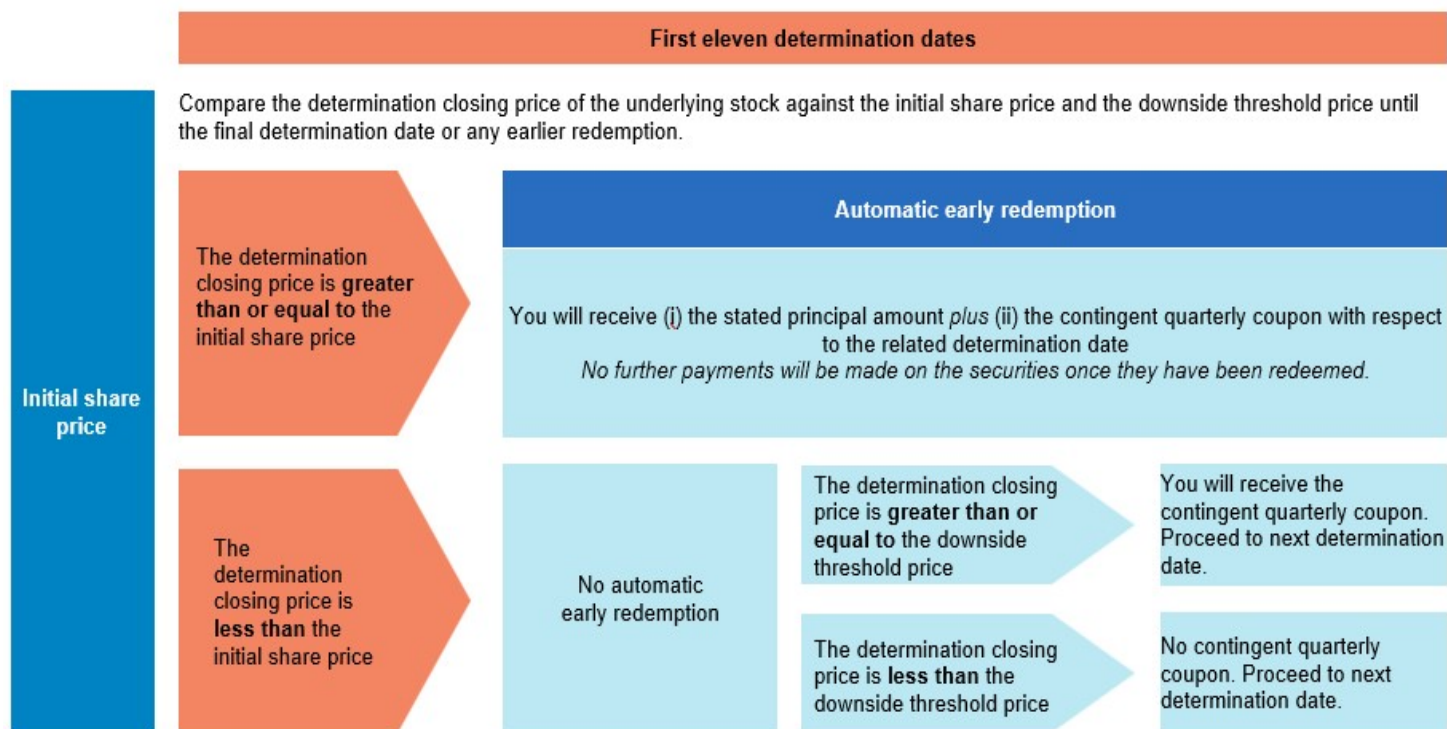 First eleven determination dates
Compare the determination closing price of the underlying stock against the initial share price and the downside threshold price until
the final determination date or any earlier redemption.
Initial share
price
The determination
closing price is greater
than or equal to the
initial share price
Automatic early redemption
You will receive (i) the stated principal amount plus (ii) the contingent quarterly coupon with respect
to the related determination date
No further payments will be made on the securities once they have been redeemed.
The
determination
closing price is
less than the
initial share price
No automatic
early redemption
The determination closing
price is greater than or
equal to the downside
threshold price
You will receive the
contingent quarterly coupon.
Proceed to next determination
date.
The determination closing
price is less than the
downside threshold price
No contingent quarterly
coupon. Proceed to next
determination date.